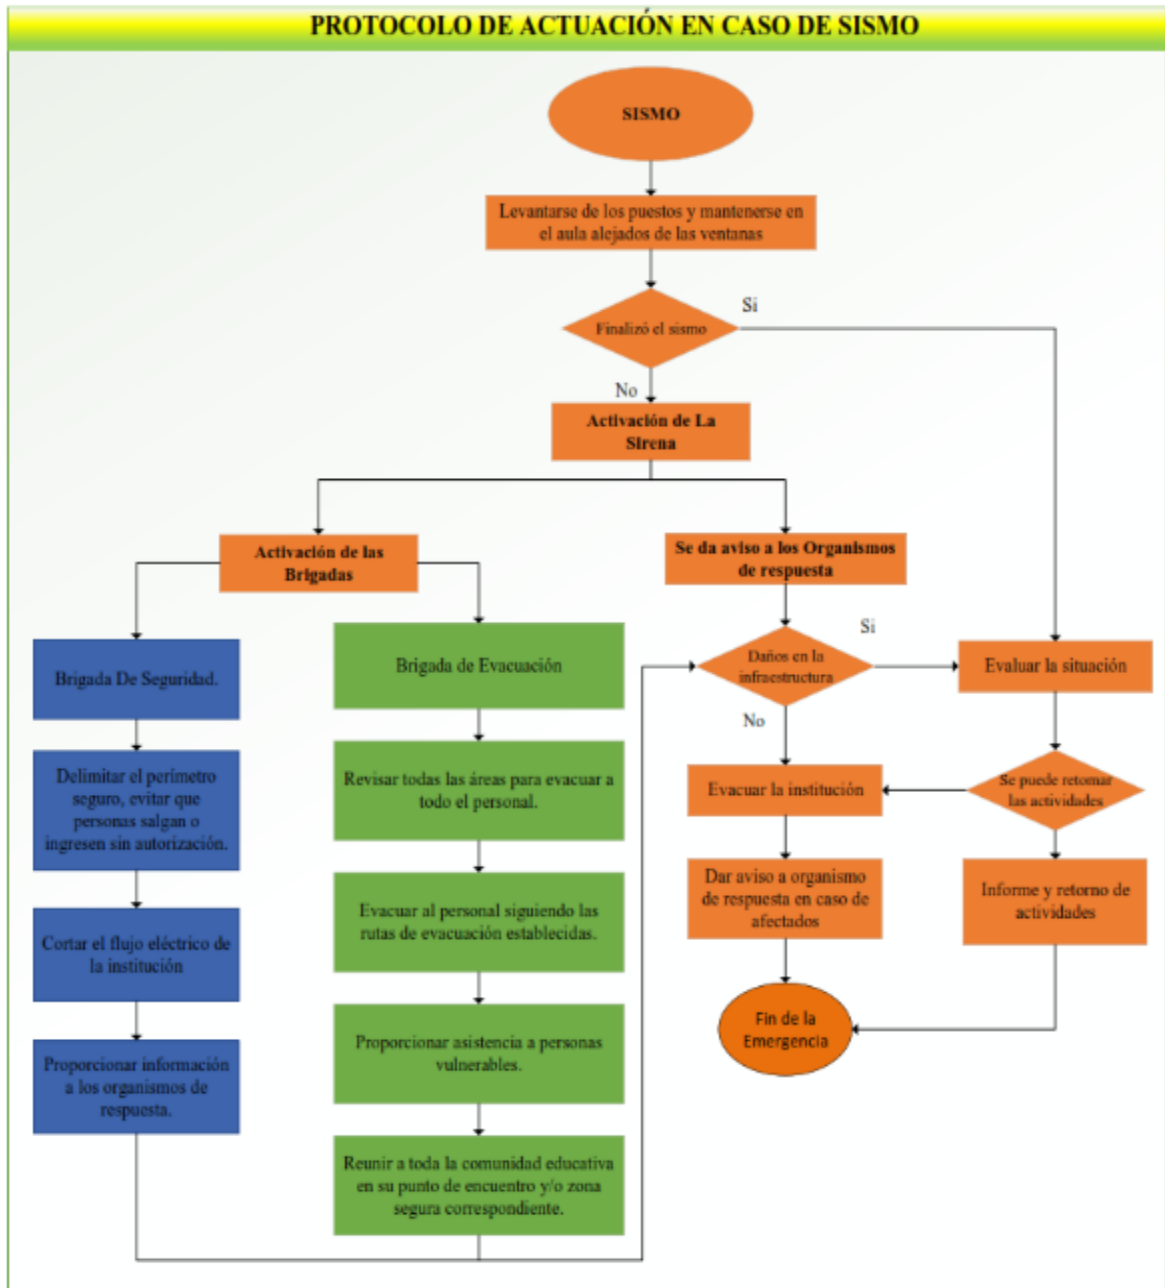 PROTOCOLO DE ACTUACIÓN EN CASO DE SISMO
SISMO
Levantarse de los puestos y mantenerse en
el aula alejados de las ventanas
Finalizó el sismo
Si
No
Activación de La
Sirena
Activación de las
Brigadas
Se da aviso a los Organismos
de respuesta
Brigada De Seguridad.
Delimitar el perímetro
seguro, evitar que
personas salgan o
ingresen sin autorización.
Cortar el flujo eléctrico de
la institución
Proporcionar información
a los organismos de
respuesta.
Brigada de Evacuación
Revisar todas las áreas para evacuar a
todo el personal.
Evacuar al personal siguiendo las
rutas de evacuación establecidas.
Proporcionar asistencia a personas
vulnerables.
Reunir a toda la comunidad educativa
en su punto de encuentro y/o zona
segura correspondiente.
Daños en la
infraestructura
Si
No
Evaluar la situación
Evacuar la institución
Se puede retomar
las actividades
Dar aviso a organismo
de respuesta en caso de
afectados
Informe y retorno de
actividades
Fin de la
Emergencia